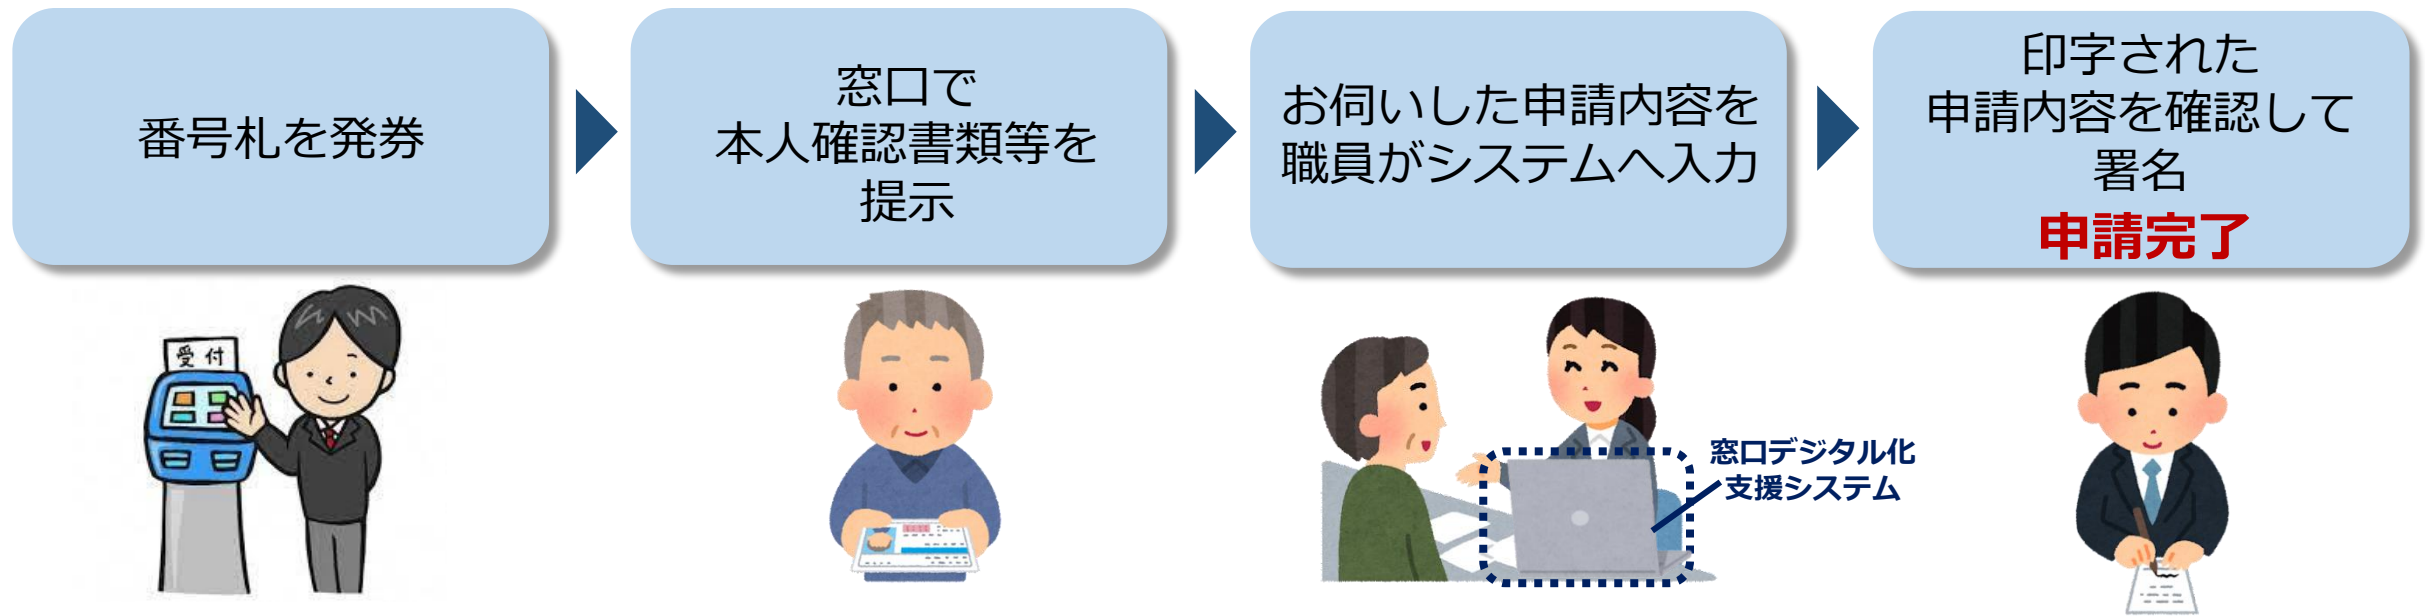 番号札を発券
窓口で
本人確認書類等を
提示
お伺いした申請内容を
職員がシステムへ入力
印字された
申請内容を確認して
署名
申請完了
受付
窓口デジタル化
支援システム